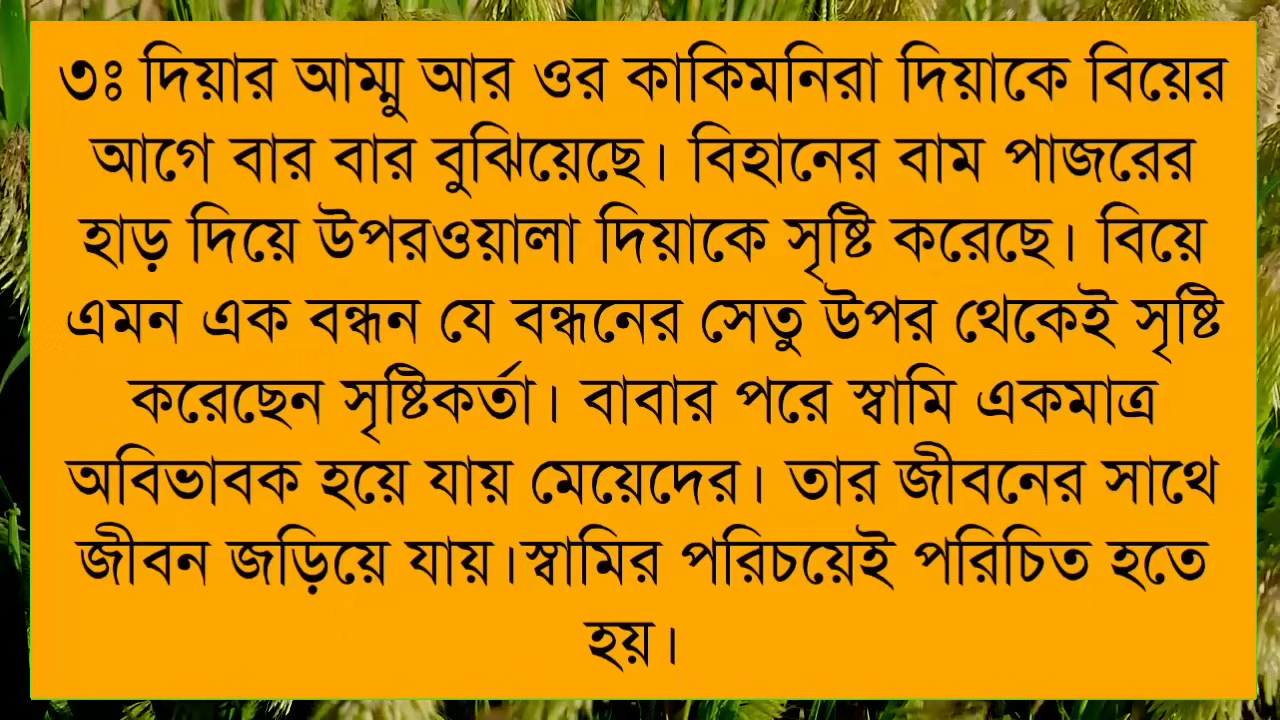 ৩ঃ দিয়ার আম্মু আর ওর কাকিমনিরা দিয়াকে বিয়ের
আগে বার বার বুঝিয়েছে। বিহানের বাম পাজরের
হাড় দিয়ে উপরওয়ালা দিয়াকে সৃষ্টি করেছে। বিয়ে
এমন এক বন্ধন যে বন্ধনের সেতু উপর থেকেই সৃষ্টি
করেছেন সৃষ্টিকর্তা। বাবার পরে স্বামি একমাত্র
অবিভাবক হয়ে যায় মেয়েদের। তার জীবনের সাথে
জীবন জড়িয়ে যায়।স্বামির পরিচয়েই পরিচিত হতে
হয়।